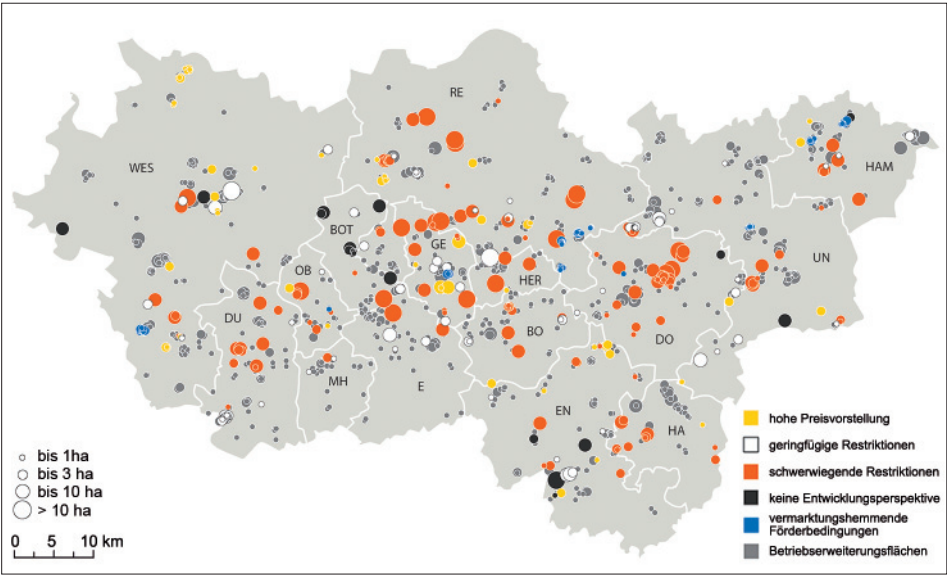 RE
WES
HAM
BOT
GE
UN
OB
HER
DU
BO
DO
MH
E
EN
HA
bis 1ha
bis 3 ha
bis 10 ha
> 10 ha
0 5 10 km
hohe Preisvorstellung
geringfügige Restriktionen
schwerwiegende Restriktionen
keine Entwicklungsperspektive
vermarktungshemmende
Förderbedingungen
Betriebserweiterungsflächen